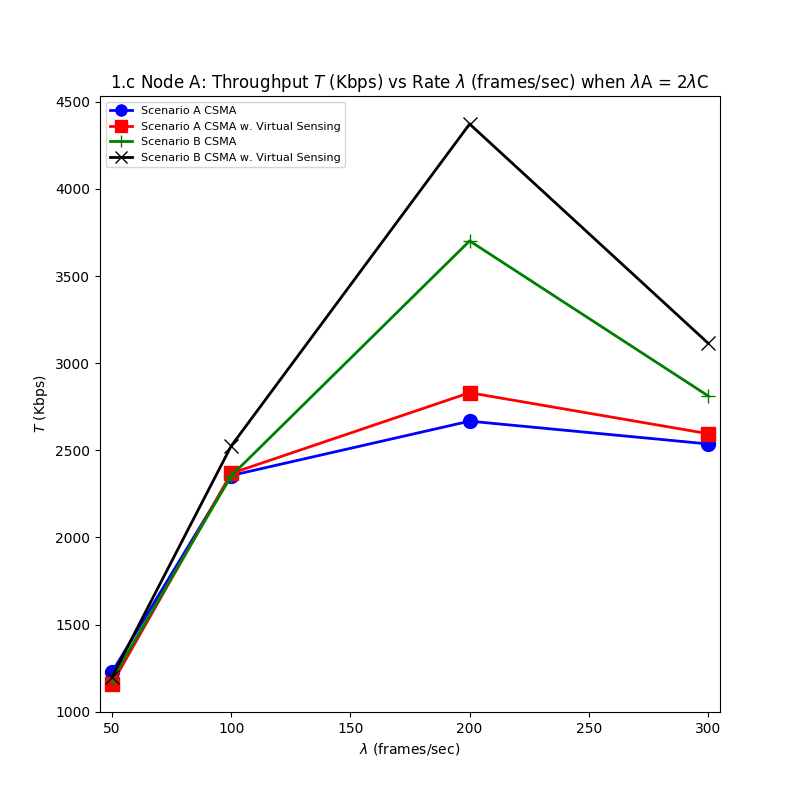 1.c Node A: Throughput T (Kbps) vs Rate λ (frames/sec) when λA = 2λC
Scenario A CSMA
Scenario A CSMA w. Virtual Sensing
Scenario B CSMA
Scenario B CSMA w. Virtual Sensing
4500
4000
3500
3000
2500
2000
1500
1000
T (Kbps)
50 100 150 200 250 300
λ (frames/sec)